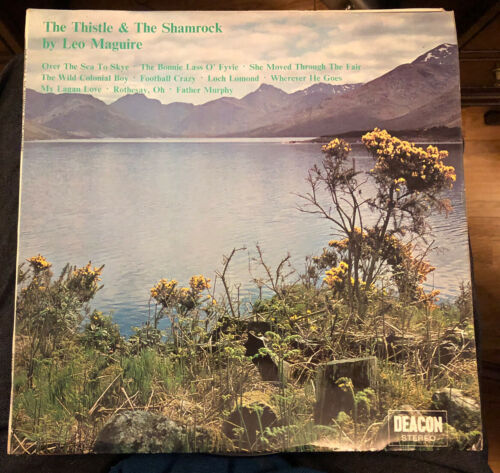 The Thistle & The Shamrock
by Leo Maguire
Over The Sea To Skye · The Bonnie Lass O' Fyvie · She Moved Through The Fair
The Wild Colonial Boy · Football Crazy · Loch Lomond · Wherever He Goes
My Lagan Love · Rothesay, Oh · Father Murphy
DEACON
STEREO